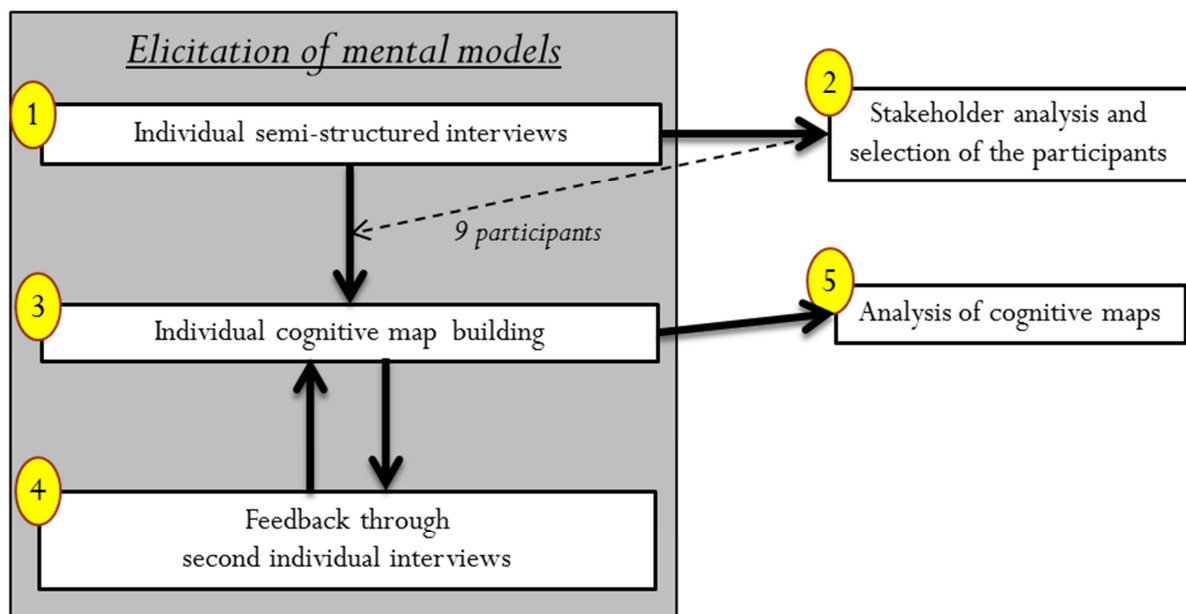 Elicitation of mental models
1
Individual semi-structured interviews
2
Stakeholder analysis and
selection of the participants
9 participants
3
Individual cognitive map building
5
Analysis of cognitive maps
4
Feedback through
second individual interviews